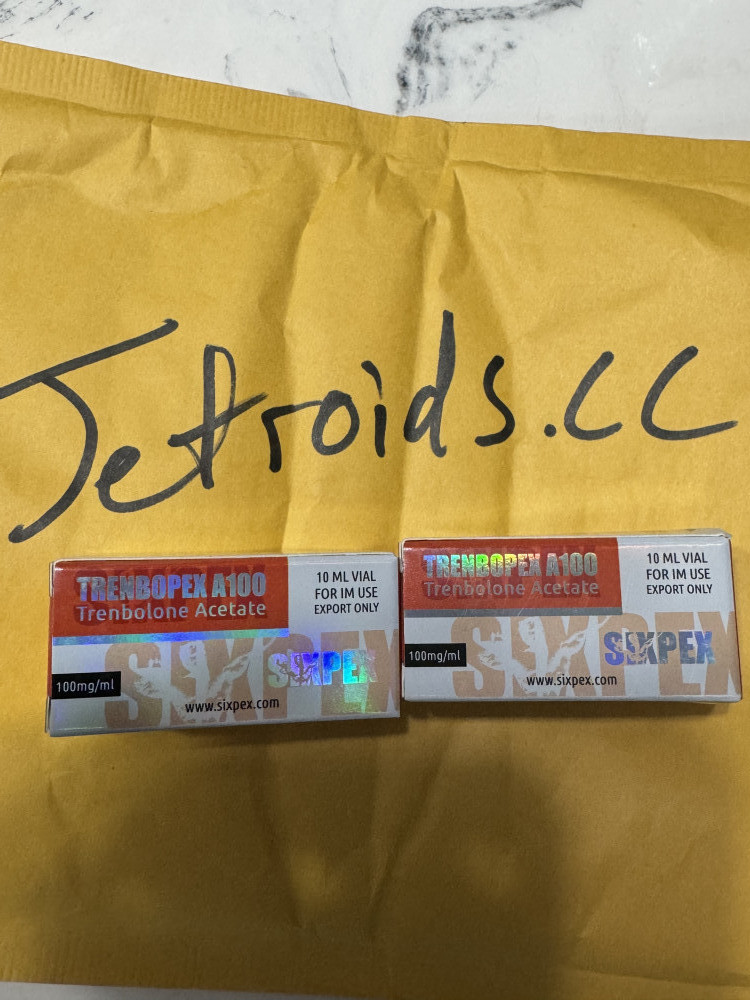 Jetroids.cc
TRENBOPEX A100
Trenbolone Acetate
10 ML VIAL
FOR IM USE
EXPORT ONLY
SIXPEX
SIXPEX
100mg/ml
www.sixpex.com
TRENBOPEX A100
Trenbolone Acetate
10 ML VIAL
FOR IM USE
EXPORT ONLY
SIXPEX
SIXPEX
100mg/ml
www.sixpex.com